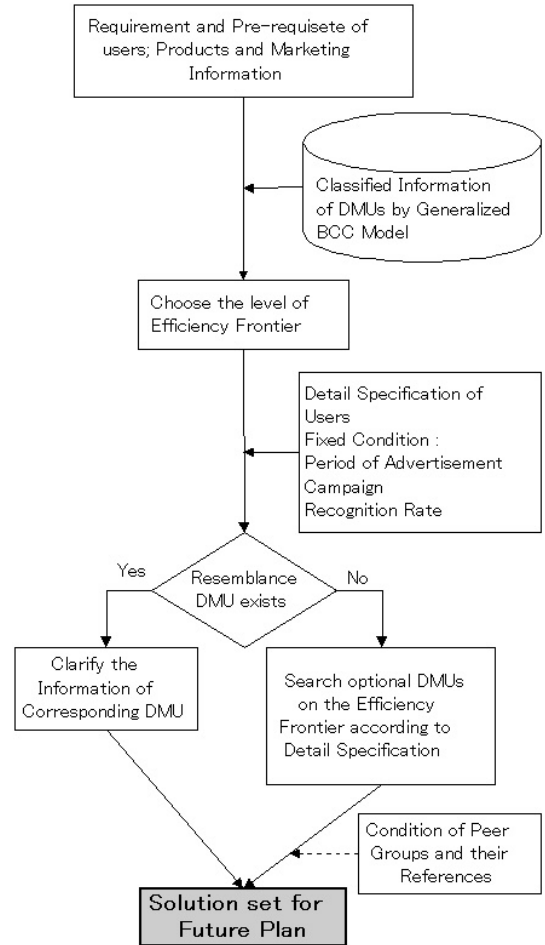 Requirement and Pre-requisete of
users; Products and Marketing
Information
Classified Information
of DMUs by Generalized
BCC Model
Choose the level of
Efficiency Frontier
Detail Specification of
Users
Fixed Condition :
Period of Advertisement
Campaign
Recognition Rate
Yes
No
Resemblance
DMU exists
Clarify the
Information of
Corresponding DMU
Search optional DMUs
on the Efficiency
Frontier according to
Detail Specification
Condition of Peer
Groups and their
References
Solution set for
Future Plan